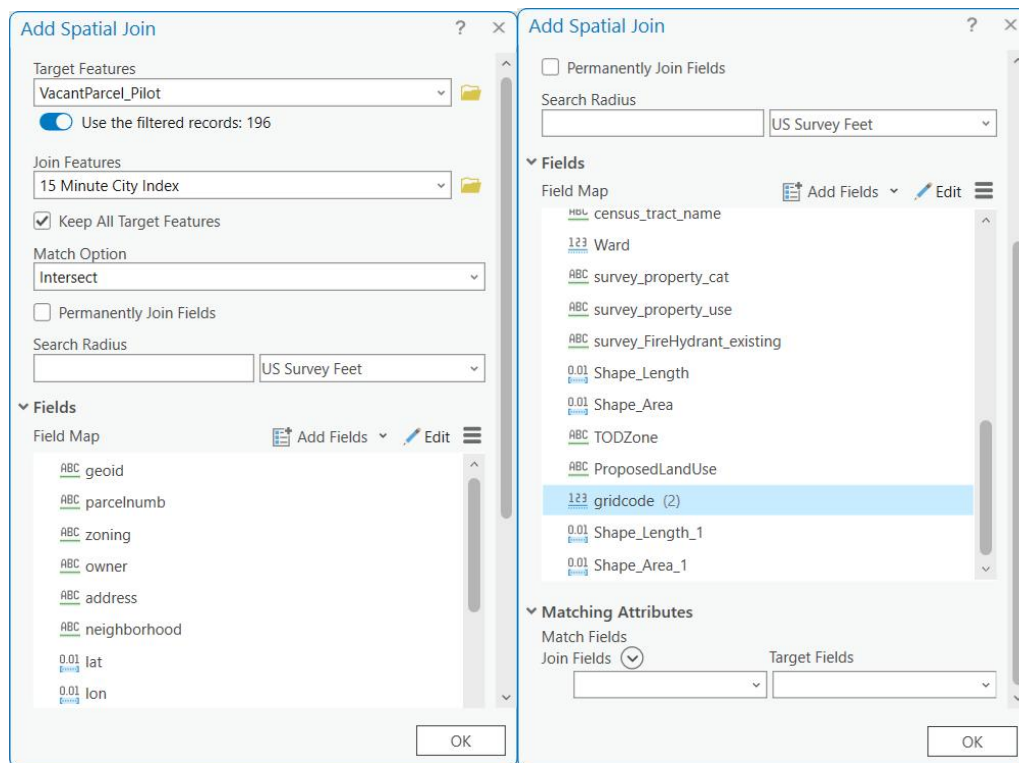 Add Spatial Join ? ×
Target Features
VacantParcel_Pilot
Use the filtered records: 196
Join Features
15 Minute City Index
Keep All Target Features
Match Option
Intersect
Permanently Join Fields
Search Radius
US Survey Feet
Fields
Field Map Add Fields Edit
ABC geoid
ABC parcelnumb
ABC zoning
ABC owner
ABC address
ABC neighborhood
0.01 lat
0.01 lon
OK
Add Spatial Join ? ×
Permanently Join Fields
Search Radius
US Survey Feet
Fields
Field Map Add Fields Edit
ABC census_tract_name
123 Ward
ABC survey_property_cat
ABC survey_property_use
ABC survey_FireHydrant_existing
0.01 Shape_Length
0.01 Shape_Area
ABC TODZone
ABC ProposedLandUse
123 gridcode (2)
0.01 Shape_Length_1
0.01 Shape_Area_1
Matching Attributes
Match Fields
Join Fields Target Fields
OK